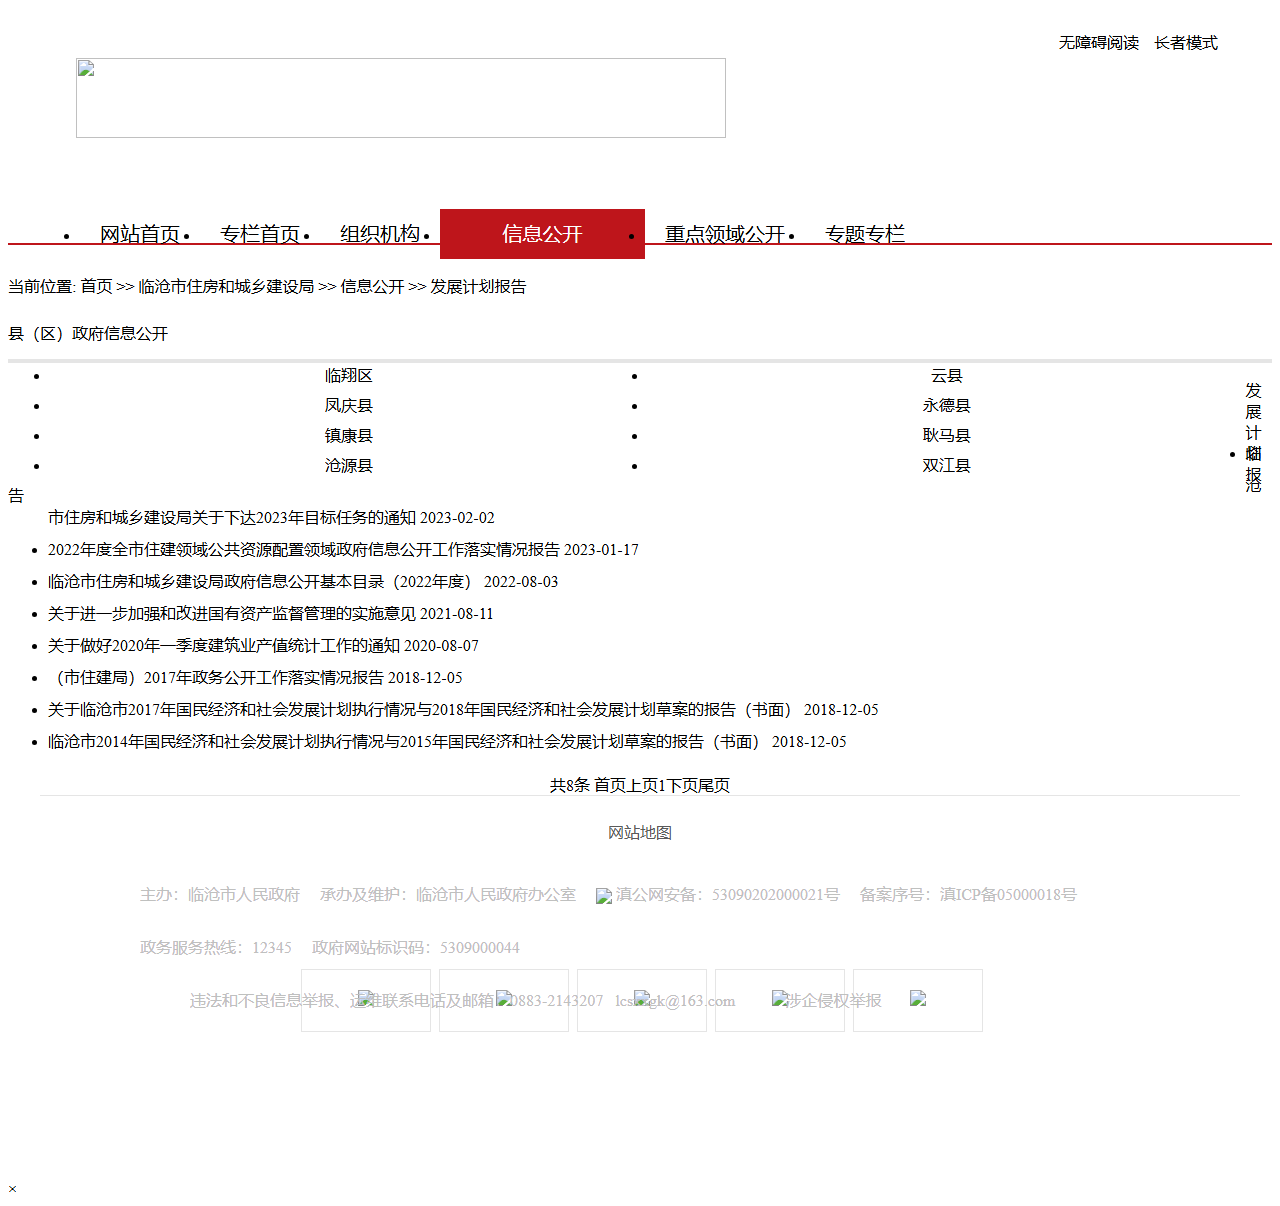 无障碍阅读 长者模式
网站首页 专栏首页 组织机构 信息公开 重点领域公开 专题专栏
当前位置: 首页 >> 临沧市住房和城乡建设局 >> 信息公开 >> 发展计划报告
县（区）政府信息公开
临翔区 云县
凤庆县 永德县
镇康县 耿马县
沧源县 双江县
发
展
计
划
报
告
临
沧
市住房和城乡建设局关于下达2023年目标任务的通知 2023-02-02
2022年度全市住建领域公共资源配置领域政府信息公开工作落实情况报告 2023-01-17
临沧市住房和城乡建设局政府信息公开基本目录（2022年度） 2022-08-03
关于进一步加强和改进国有资产监督管理的实施意见 2021-08-11
关于做好2020年一季度建筑业产值统计工作的通知 2020-08-07
（市住建局）2017年政务公开工作落实情况报告 2018-12-05
关于临沧市2017年国民经济和社会发展计划执行情况与2018年国民经济和社会发展计划草案的报告（书面） 2018-12-05
临沧市2014年国民经济和社会发展计划执行情况与2015年国民经济和社会发展计划草案的报告（书面） 2018-12-05
共8条 首页上页1下页尾页
网站地图
主办：临沧市人民政府 承办及维护：临沧市人民政府办公室 滇公网安备：53090202000021号 备案序号：滇ICP备05000018号
政务服务热线：12345 政府网站标识码：5309000044
违法和不良信息举报、运维联系电话及邮箱：0883-2143207 @163.com 涉企侵权举报
×